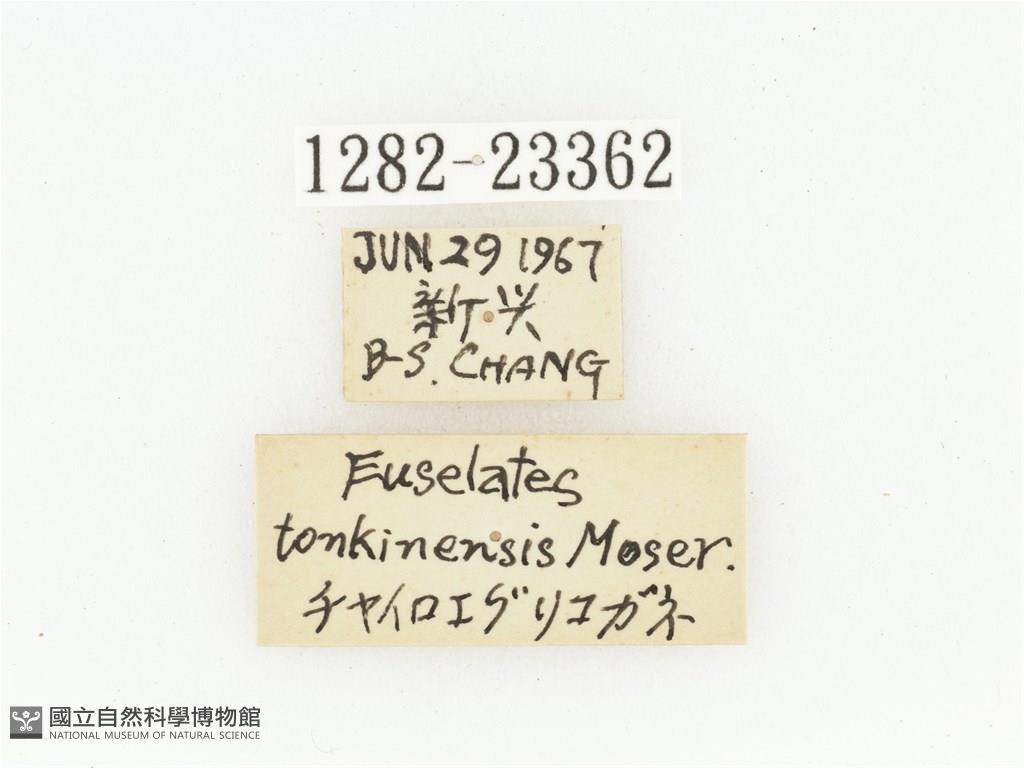 1282-23362
JUN 29 1967
新兴
B-S. CHANG
Euselates
tonkinensis Moser.
チャイロエグリコガネ
國立自然科學博物館
NATIONAL MUSEUM OF NATURAL SCIENCE